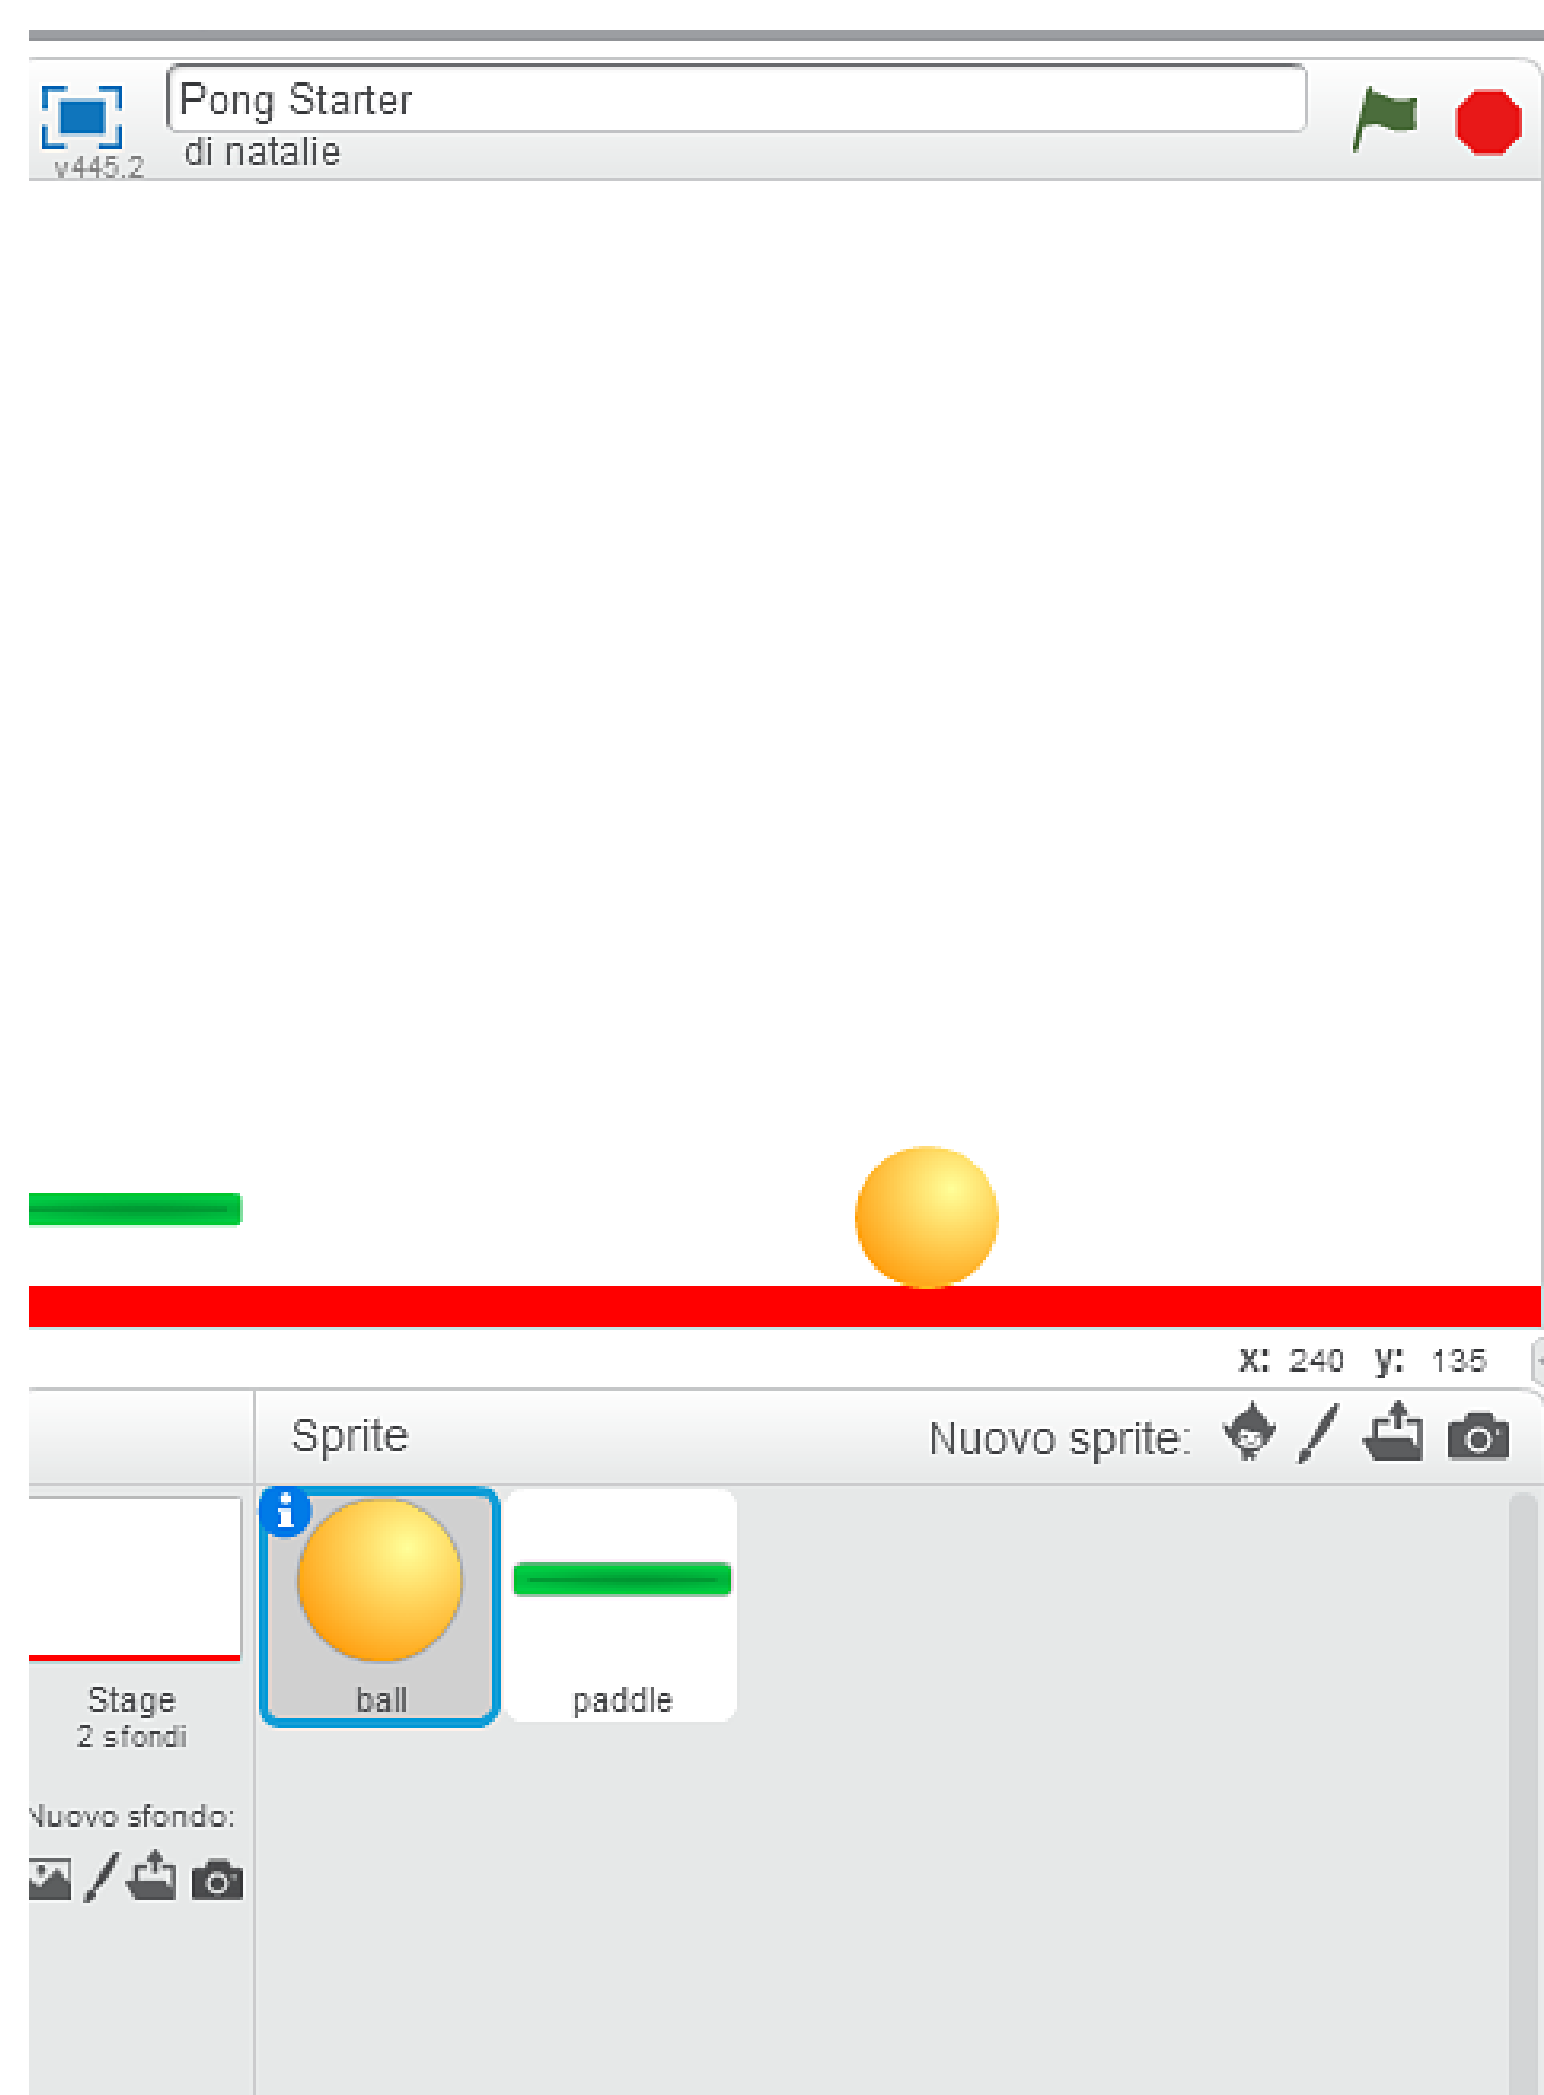 Pong Starter
di natalie
v445.2
x: 240 y: 135
Sprite
Nuovo sprite:
ball
paddle
Stage
2 sfondi
Nuovo sfondo: